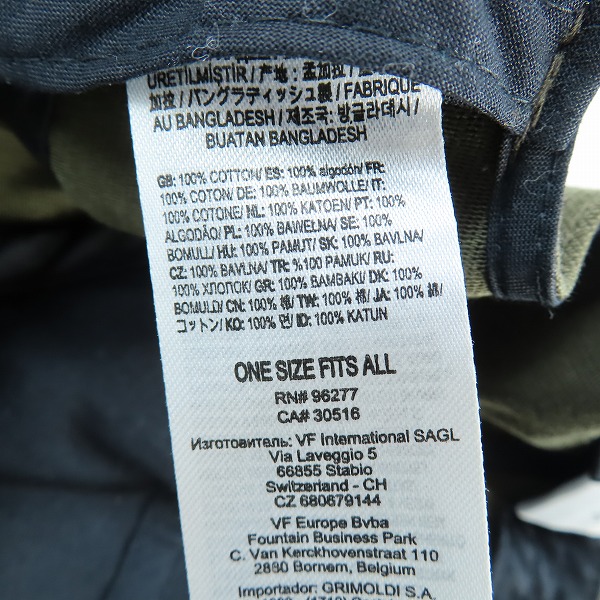 ÜRETİLMİŞTİR / 产地: 孟加拉 /
加拉 / バングラディッシュ製 / FABRIQUE
AU BANGLADESH / 제조국: 방글라데시 /
BUATAN BANGLADESH
GB: 100% COTTON/ ES: 100% algodón/ FR:
100% COTON/ DE: 100% BAUMWOLLE/ IT:
100% COTONE/ NL: 100% KATOEN/ PT: 100%
ALGODÃO/ PL: 100% BAWEŁNA/ SE: 100%
BOMULL/ HU: 100% PAMUT/ SK: 100% BAVLNA/
CZ: 100% BAVLNA/ TR: %100 PAMUK/ RU:
100% ХЛОПОК/ GR: 100% BAMBAKI/ DK: 100%
BOMULD/ CN: 100% 棉/ TW: 100% 棉/ JA: 100% 綿/
コットン/ KO: 100% 면/ ID: 100% KATUN
ONE SIZE FITS ALL
RN# 96277
CA# 30516
Изготовитель: VF International SAGL
Via Laveggio 5
66855 Stabio
Switzerland - CH
CZ 680679144
VF Europe Bvba
Fountain Business Park
C. Van Kerckhovenstraat 110
2880 Bornem, Belgium
Importador: GRIMOLDI S.A.